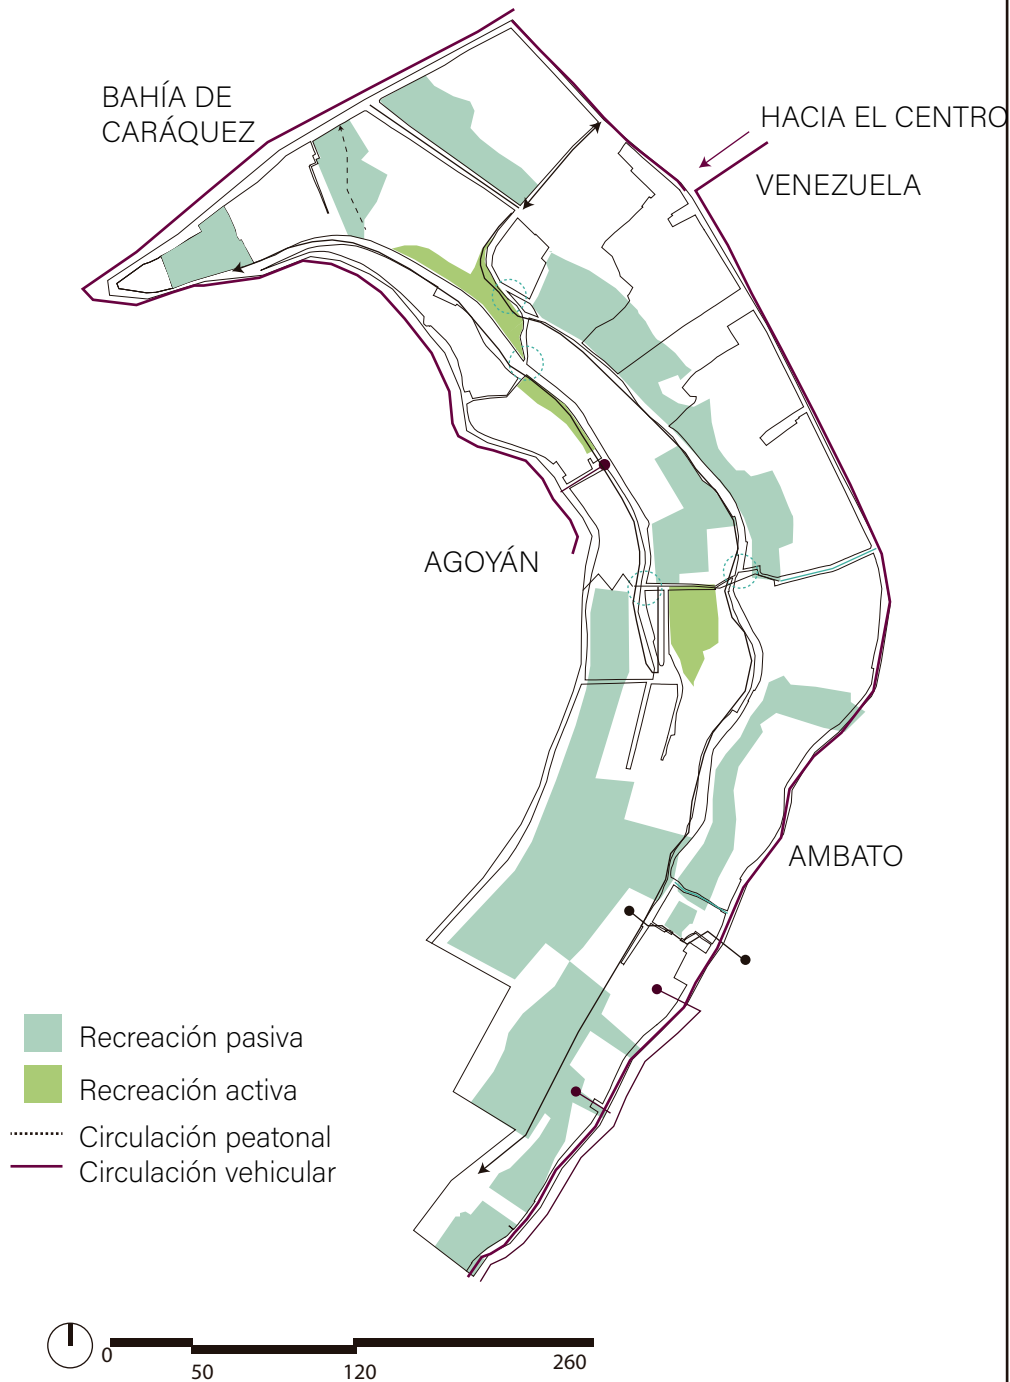 BAHÍA DE
CARÁQUEZ
HACIA EL CENTRO
VENEZUELA
AGOYÁN
AMBATO
Recreación pasiva
Recreación activa
Circulación peatonal
Circulación vehicular
0
50
120
260